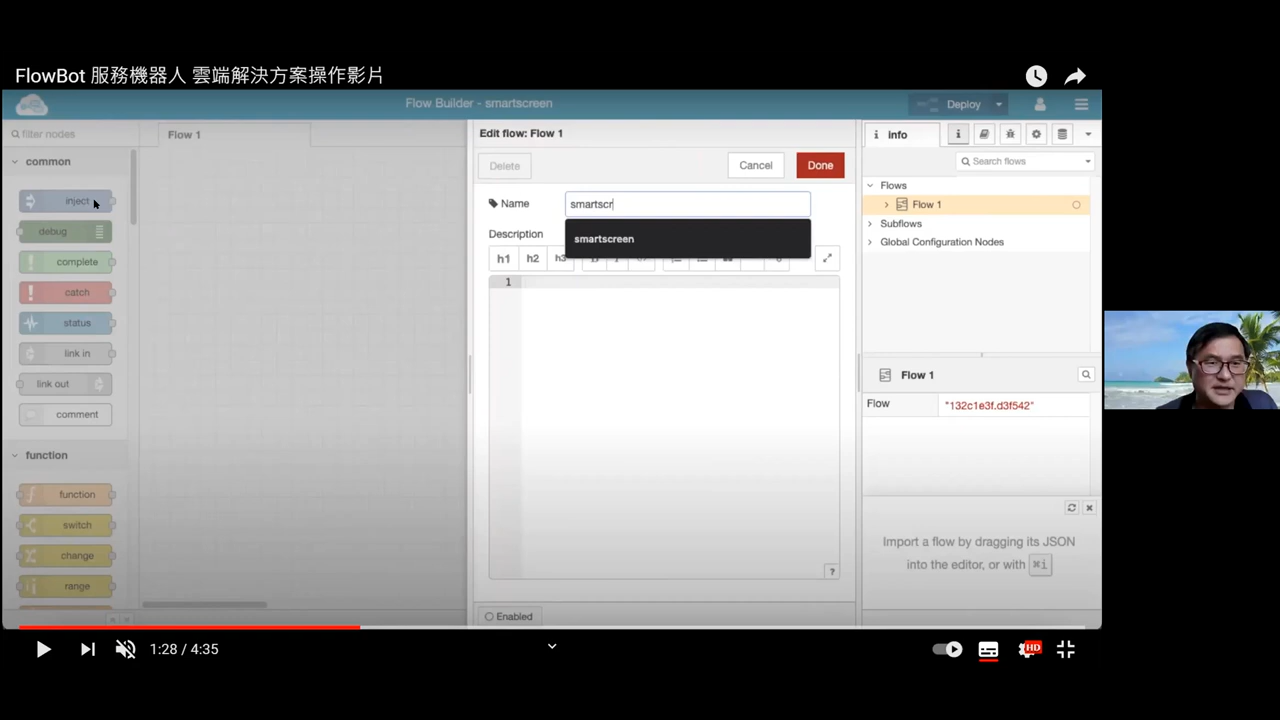 FlowBot 服務機器人 雲端解決方案操作影片
Flow Builder - smartscreen
Deploy
filter nodes
common
inject
debug
complete
catch
status
link in
link out
comment
function
function
switch
change
range
Flow 1
Edit flow: Flow 1
Delete
Cancel
Done
Name
smartscr
smartscreen
Description
h1 h2 h3
1
?
Enabled
i info
i
Search flows
Flows
Flow 1
Subflows
Global Configuration Nodes
Flow 1
Flow "132c1e3f.d3f542"
Import a flow by dragging its JSON
into the editor, or with ⌘i
1:28 / 4:35
HD